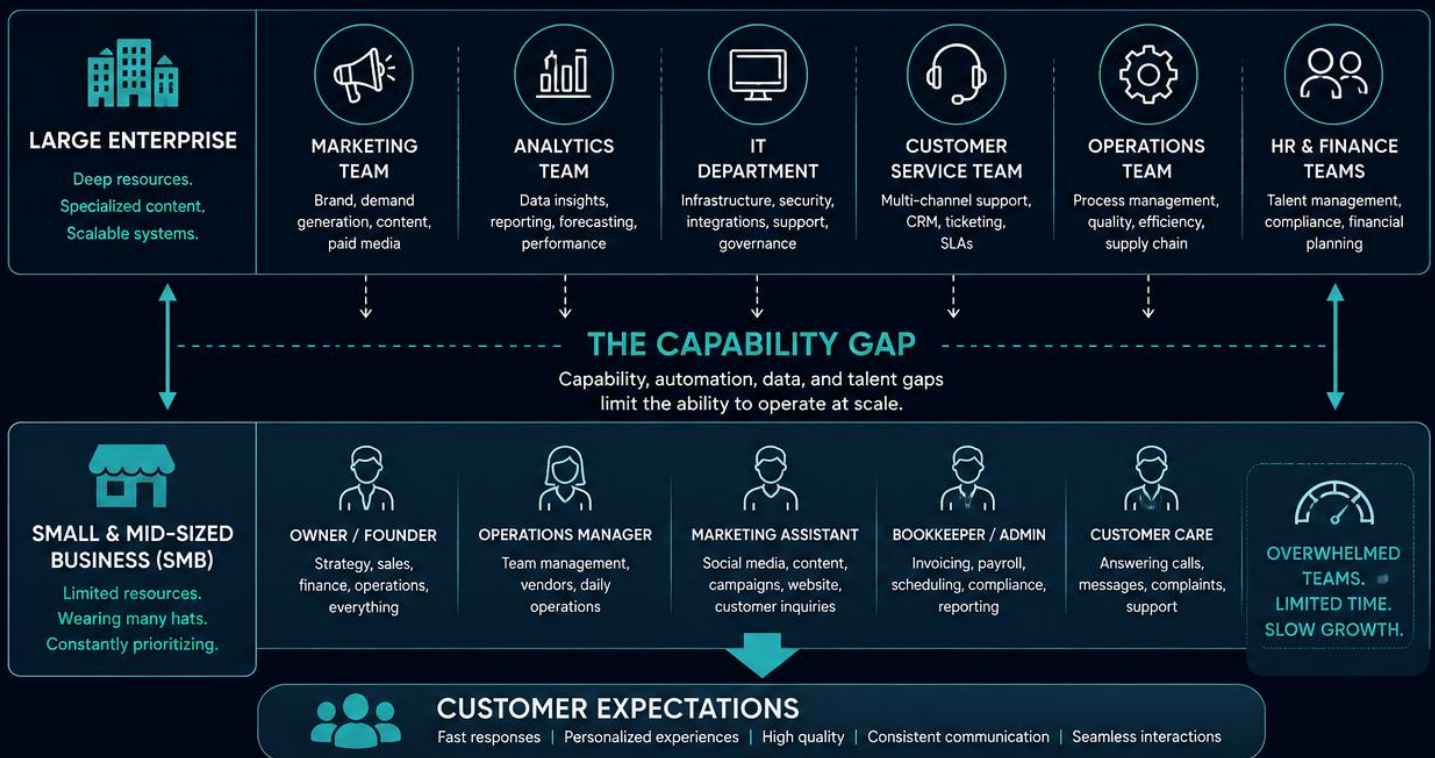 LARGE ENTERPRISE
Deep resources.
Specialized content,
Scalable systems.
MARKETING
TEAM
Brand, demand
generation, content,
paid media
ANALYTICS
TEAM
Data insights,
reporting, forecasting,
performance
IT
DEPARTMENT
Infrastructure, security,
integrations, support,
governance
CUSTOMER
SERVICE TEAM
Multi-channel support,
CRM, ticketing,
SLAs
OPERATIONS
TEAM
Process management,
quality, efficiency,
supply chain
HR & FINANCE
TEAMS
Talent management,
compliance, financial
planning
THE CAPABILITY GAP
Capability, automation, data, and talent gaps
limit the ability to operate at scale.
SMALL & MID-SIZED
BUSINESS (SMB)
Limited resources.
Wearing many hats.
Constantly prioritizing.
OWNER / FOUNDER
Strategy, sales,
finance, operations,
everything
OPERATIONS MANAGER
Team management,
vendors, daily
operations
MARKETING ASSISTANT
Social media, content,
campaigns, website,
customer inquiries
BOOKKEEPER / ADMIN
Invoicing, payroll,
scheduling, compliance,
reporting
CUSTOMER CARE
Answering calls,
messages, complaints,
support
OVERWHELMED
TEAMS.
LIMITED TIME.
SLOW GROWTH.
CUSTOMER EXPECTATIONS
Fast responses | Personalized experiences | High quality | Consistent communication | Seamless interactions